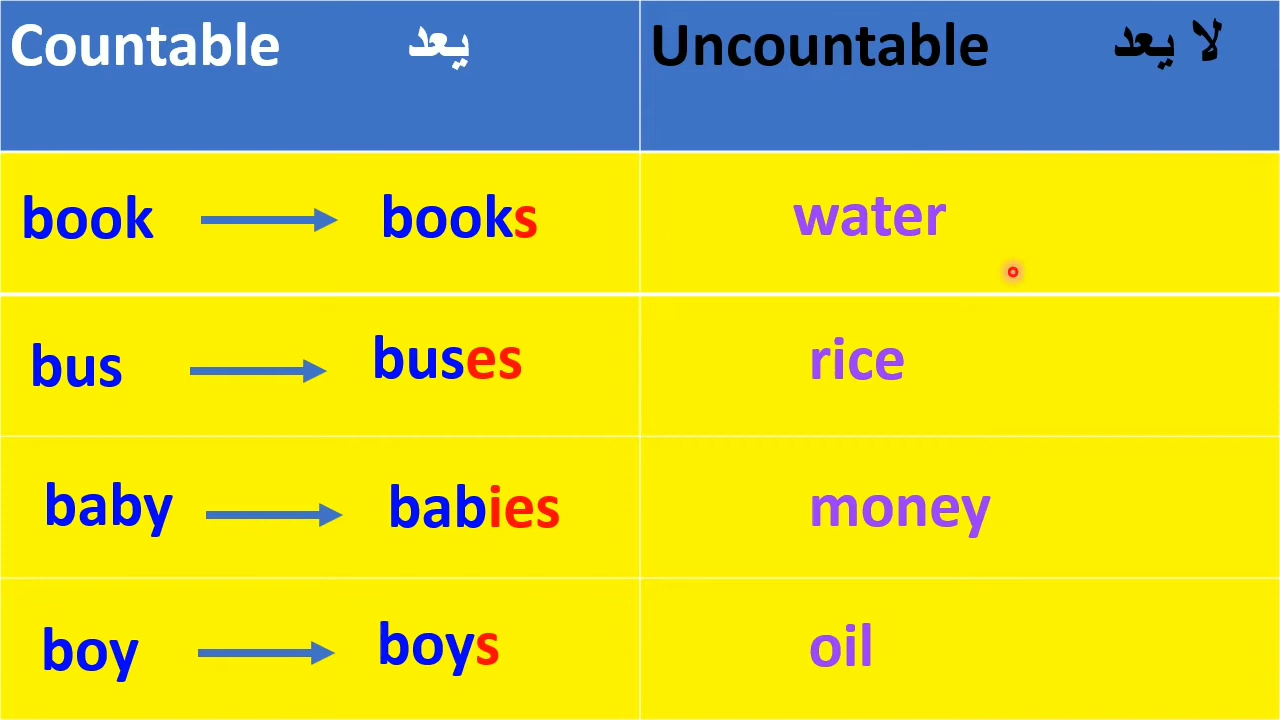 Countable يعد Uncountable لا يعد
book books water
bus buses rice
baby babies money
boy boys oil